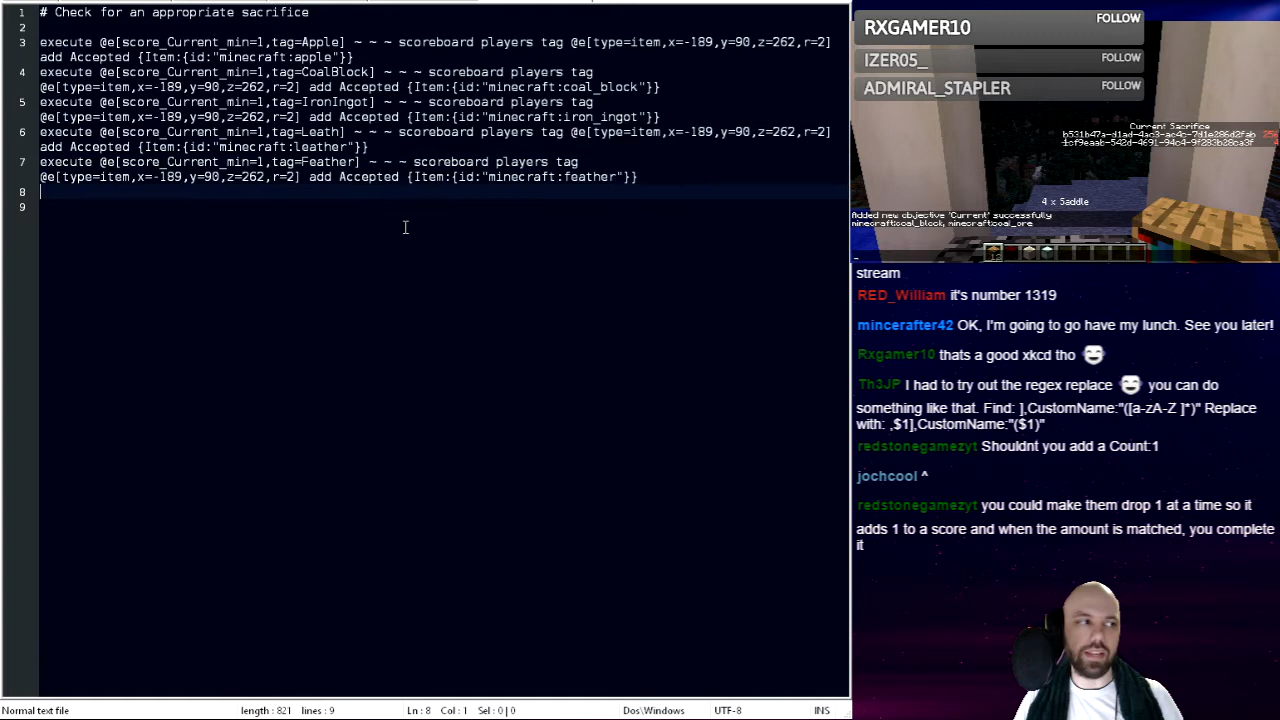 1 # Check for an appropriate sacrifice
2
3 execute @e[score_Current_min=1,tag=Apple] ~ ~ ~ scoreboard players tag @e[type=item,x=-189,y=90,z=262,r=2]
add Accepted {Item:{id:"minecraft:apple"}}
4 execute @e[score_Current_min=1,tag=CoalBlock] ~ ~ ~ scoreboard players tag
@e[type=item,x=-189,y=90,z=262,r=2] add Accepted {Item:{id:"minecraft:coal_block"}}
5 execute @e[score_Current_min=1,tag=IronIngot] ~ ~ ~ scoreboard players tag
@e[type=item,x=-189,y=90,z=262,r=2] add Accepted {Item:{id:"minecraft:iron_ingot"}}
6 execute @e[score_Current_min=1,tag=Leath] ~ ~ ~ scoreboard players tag @e[type=item,x=-189,y=90,z=262,r=2]
add Accepted {Item:{id:"minecraft:leather"}}
7 execute @e[score_Current_min=1,tag=Feather] ~ ~ ~ scoreboard players tag
@e[type=item,x=-189,y=90,z=262,r=2] add Accepted {Item:{id:"minecraft:feather"}}
8
9
Normal text file length : 821 lines : 9 Ln : 8 Col : 1 Sel : 0 | 0 Dos\Windows UTF-8 INS
RXGAMER10 FOLLOW
IZER05_ FOLLOW
ADMIRAL_STAPLER FOLLOW
Current Sacrifice
4 x Saddle
Added new objective 'Current' successfully
minecraft:coal_block, minecraft:coal_ore
12
stream
RED_William it's number 1319
mincerafter42 OK, I'm going to go have my lunch. See you later!
Rxgamer10 thats a good xkcd tho
Th3JP I had to try out the regex replace you can do
something like that. Find: ],CustomName:"([a-zA-Z ]*)" Replace
with: ,$1],CustomName:"($1)"
redstonegamezyt Shouldnt you add a Count:1
jochcool ^
redstonegamezyt you could make them drop 1 at a time so it
adds 1 to a score and when the amount is matched, you complete
it